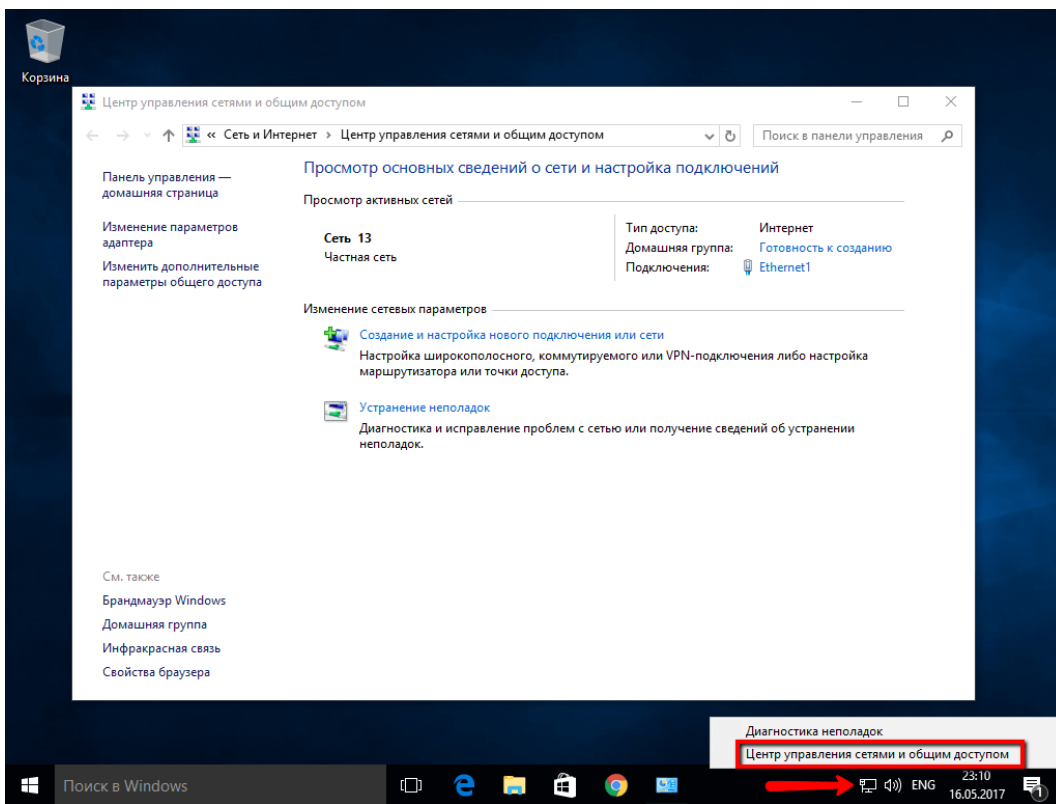 Корзина
Центр управления сетями и общим доступом
« Сеть и Интернет › Центр управления сетями и общим доступом
Поиск в панели управления
Панель управления —
домашняя страница
Изменение параметров
адаптера
Изменить дополнительные
параметры общего доступа
Просмотр основных сведений о сети и настройка подключений
Просмотр активных сетей
Сеть 13
Частная сеть
Тип доступа: Интернет
Домашняя группа: Готовность к созданию
Подключения: Ethernet1
Изменение сетевых параметров
Создание и настройка нового подключения или сети
Настройка широкополосного, коммутируемого или VPN-подключения либо настройка
маршрутизатора или точки доступа.
Устранение неполадок
Диагностика и исправление проблем с сетью или получение сведений об устранении
неполадок.
См. также
Брандмауэр Windows
Домашняя группа
Инфракрасная связь
Свойства браузера
Диагностика неполадок
Центр управления сетями и общим доступом
Поиск в Windows
ENG
23:10
16.05.2017
1